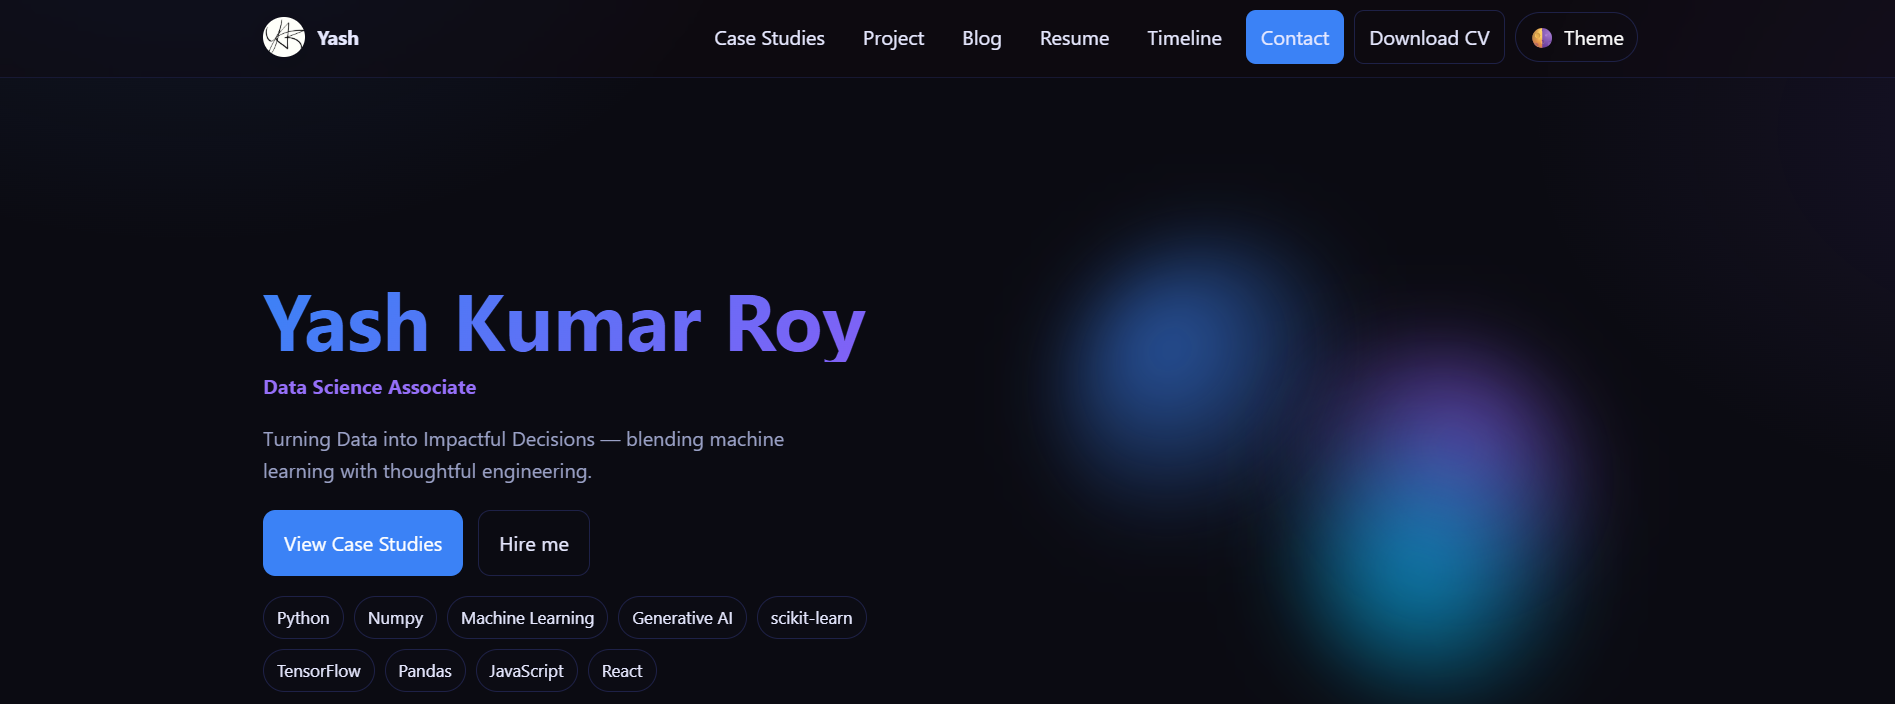 Yash
Case Studies Project Blog Resume Timeline Contact Download CV Theme
Yash Kumar Roy
Data Science Associate
Turning Data into Impactful Decisions — blending machine
learning with thoughtful engineering.
View Case Studies Hire me
Python Numpy Machine Learning Generative AI scikit-learn
TensorFlow Pandas JavaScript React